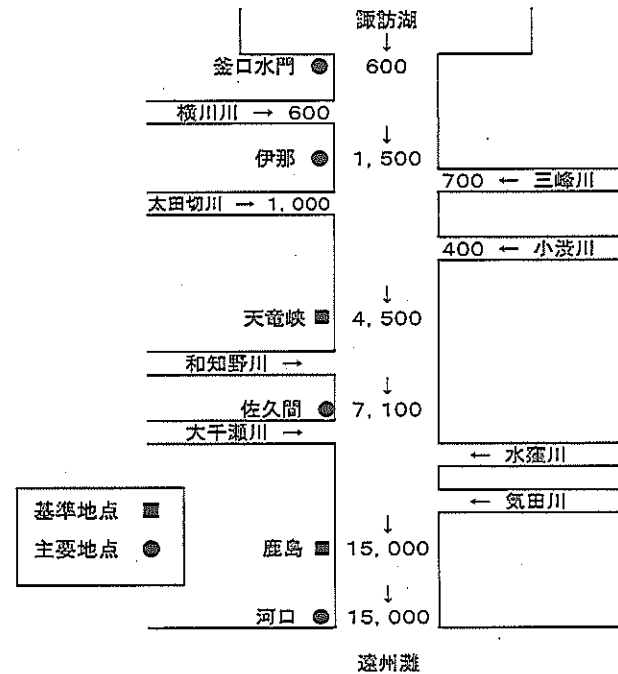 諏訪湖
↓
釜口水門 ● 600
横川川 → 600
↓
伊那 ● 1,500
700 ← 三峰川
太田切川 → 1,000
400 ← 小渋川
↓
天竜峡 ■ 4,500
和知野川 →
↓
佐久間 ● 7,100
大千瀬川 →
← 水窪川
← 気田川
基準地点 ■
↓
主要地点 ●
鹿島 ■ 15,000
↓
河口 ● 15,000
遠州灘